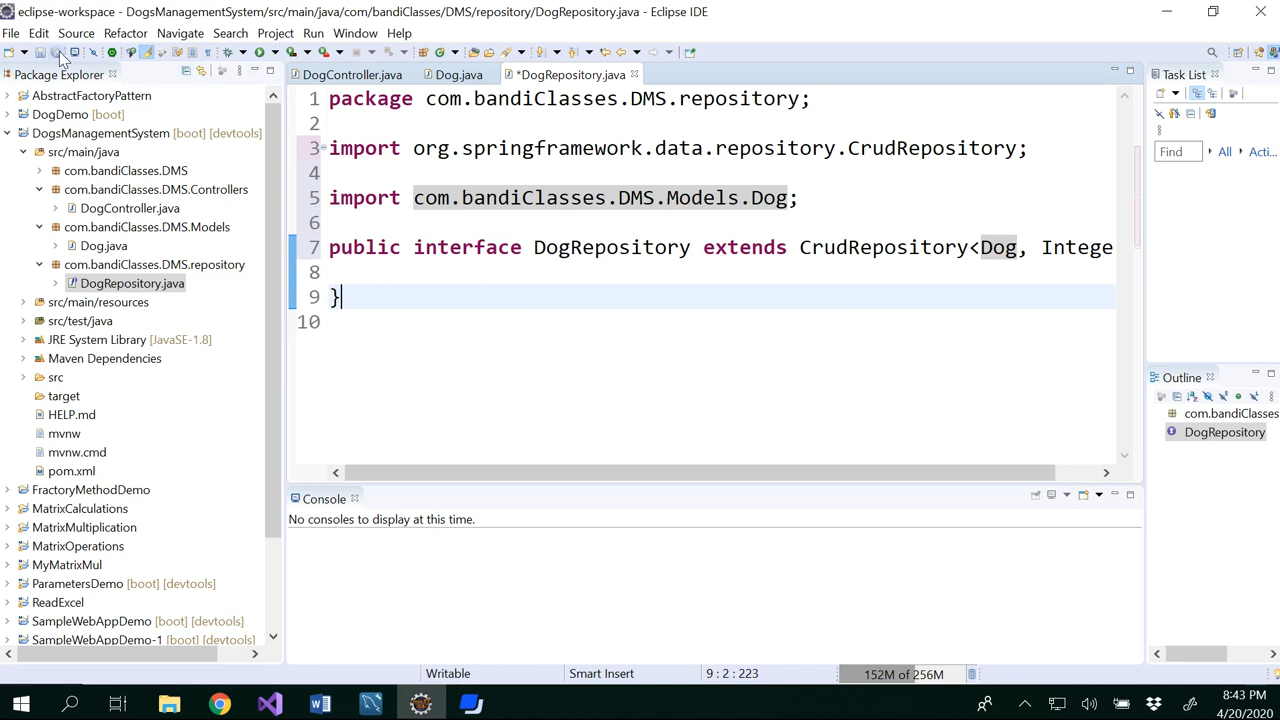 eclipse-workspace - DogsManagementSystem/src/main/java/com/bandiClasses/DMS/repository/DogRepository.java - Eclipse IDE
File Edit Source Refactor Navigate Search Project Run Window Help
Package Explorer
AbstractFactoryPattern
DogDemo [boot]
DogsManagementSystem [boot] [devtools]
src/main/java
com.bandiClasses.DMS
com.bandiClasses.DMS.Controllers
DogController.java
com.bandiClasses.DMS.Models
Dog.java
com.bandiClasses.DMS.repository
DogRepository.java
src/main/resources
src/test/java
JRE System Library [JavaSE-1.8]
Maven Dependencies
src
target
HELP.md
mvnw
mvnw.cmd
pom.xml
FractoryMethodDemo
MatrixCalculations
MatrixMultiplication
MatrixOperations
MyMatrixMul
ParametersDemo [boot] [devtools]
ReadExcel
SampleWebAppDemo [boot] [devtools]
SampleWebAppDemo-1 [boot] [devtools]
DogController.java Dog.java *DogRepository.java
1 package com.bandiClasses.DMS.repository;
2
3 import org.springframework.data.repository.CrudRepository;
4
5 import com.bandiClasses.DMS.Models.Dog;
6
7 public interface DogRepository extends CrudRepository<Dog, Intege
8
9 }
10
Console
No consoles to display at this time.
Task List
Find All Acti...
Outline
com.bandiClasses
DogRepository
Writable Smart Insert 9 : 2 : 223 152M of 256M
8:43 PM
4/20/2020